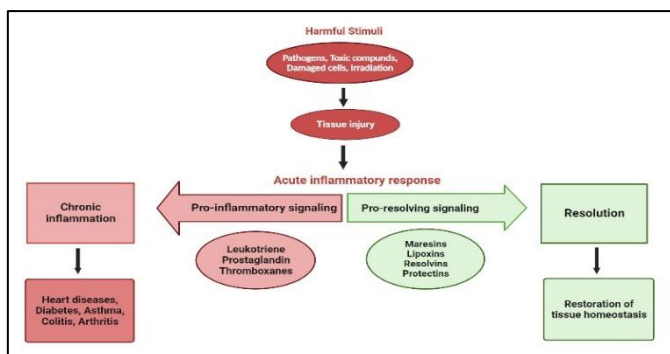 Harmful Stimuli
Pathogens, Toxic compunds,
Damaged cells, Irradiation
Tissue injury
Acute inflammatory response
Chronic
inflammation
Pro-inflammatory signaling
Pro-resolving signaling
Resolution
Leukotriene
Prostaglandin
Thromboxanes
Maresins
Lipoxins
Resolvins
Protectins
Heart diseases,
Diabetes, Asthma,
Colitis, Arthritis
Restoration of
tissue homeostasis